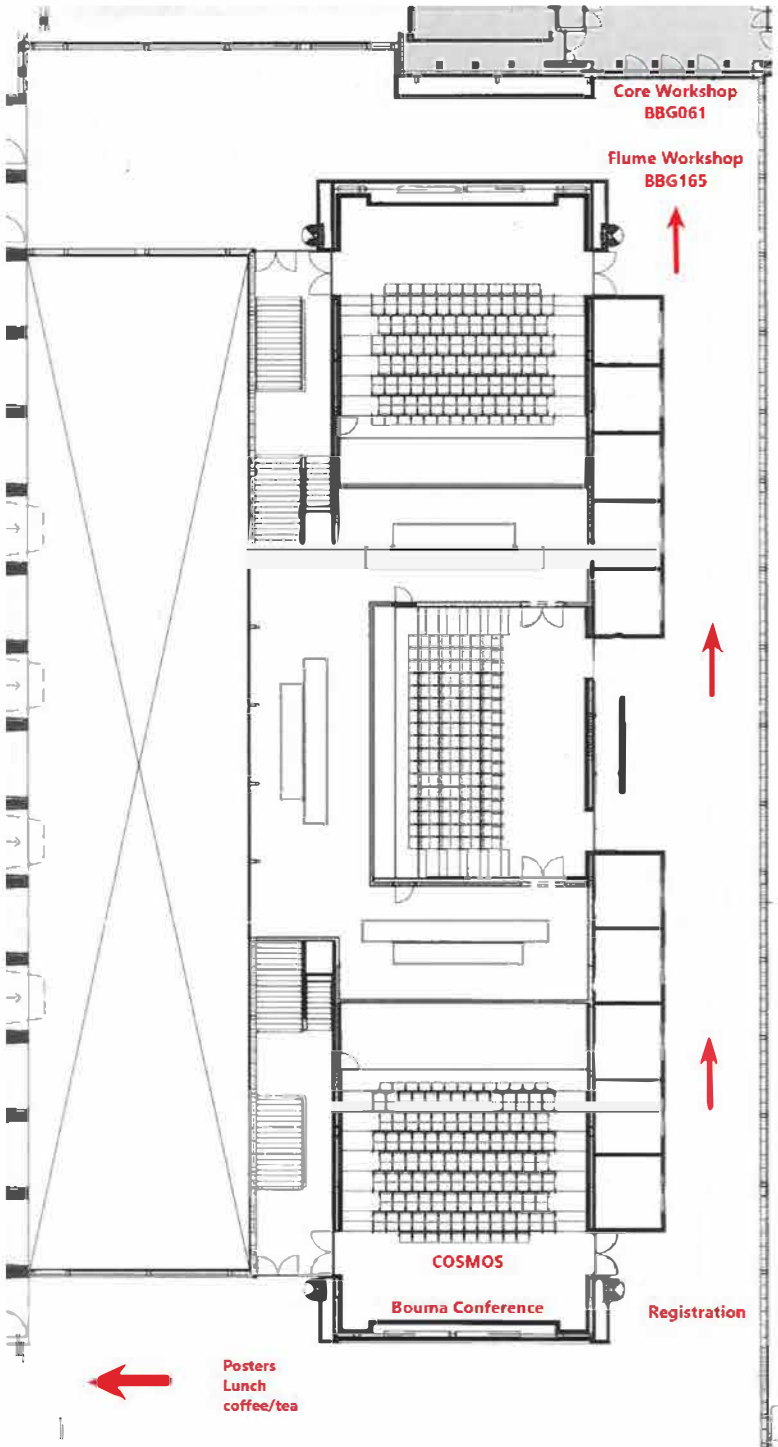 Core Workshop
BBG061
Flume Workshop
BBG165
COSMOS
Bouma Conference
Registration
Posters
Lunch
coffee/tea